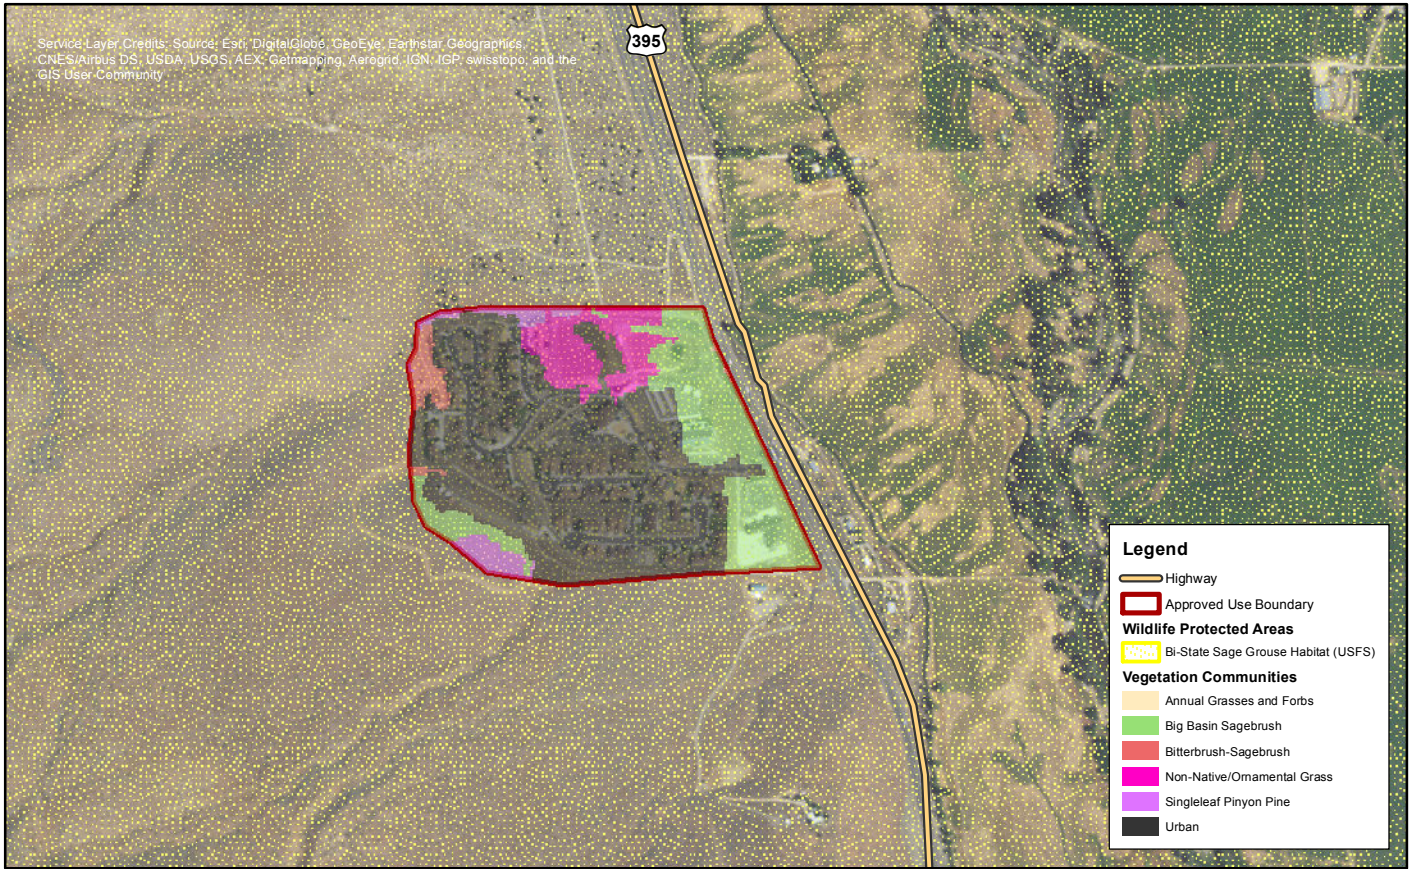 Service Layer Credits: Source: Esri, DigitalGlobe, GeoEye, Earthstar Geographics,
CNES/Airbus DS, USDA, USGS, AEX, Getmapping, Aerogrid, IGN, IGP, swisstopo, and the
GIS User Community
395
Legend
Highway
Approved Use Boundary
Wildlife Protected Areas
Bi-State Sage Grouse Habitat (USFS)
Vegetation Communities
Annual Grasses and Forbs
Big Basin Sagebrush
Bitterbrush-Sagebrush
Non-Native/Ornamental Grass
Singleleaf Pinyon Pine
Urban